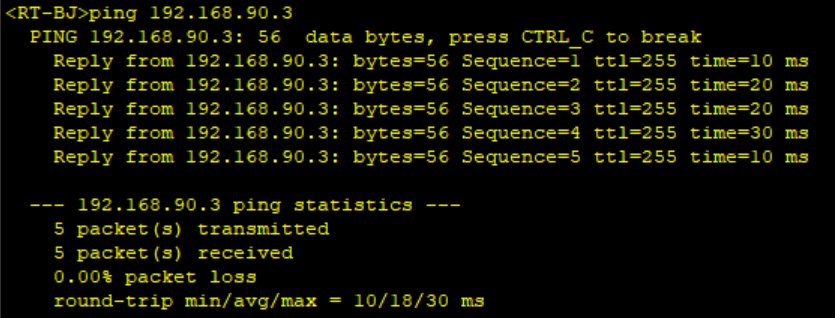 <RT-BJ>ping 192.168.90.3
PING 192.168.90.3: 56  data bytes, press CTRL_C to break
Reply from 192.168.90.3: bytes=56 Sequence=1 ttl=255 time=10 ms
Reply from 192.168.90.3: bytes=56 Sequence=2 ttl=255 time=20 ms
Reply from 192.168.90.3: bytes=56 Sequence=3 ttl=255 time=20 ms
Reply from 192.168.90.3: bytes=56 Sequence=4 ttl=255 time=30 ms
Reply from 192.168.90.3: bytes=56 Sequence=5 ttl=255 time=10 ms
--- 192.168.90.3 ping statistics ---
5 packet(s) transmitted
5 packet(s) received
0.00% packet loss
round-trip min/avg/max = 10/18/30 ms